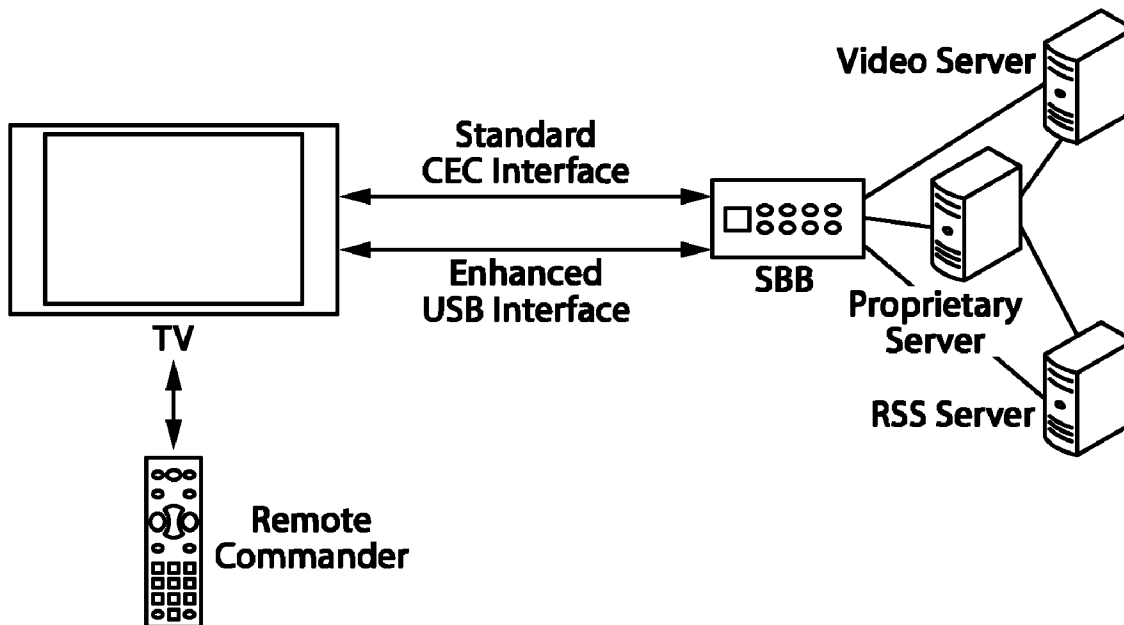 Video Server
Standard
CEC Interface
Enhanced
USB Interface
SBB
Proprietary
Server
TV
RSS Server
Remote
Commander